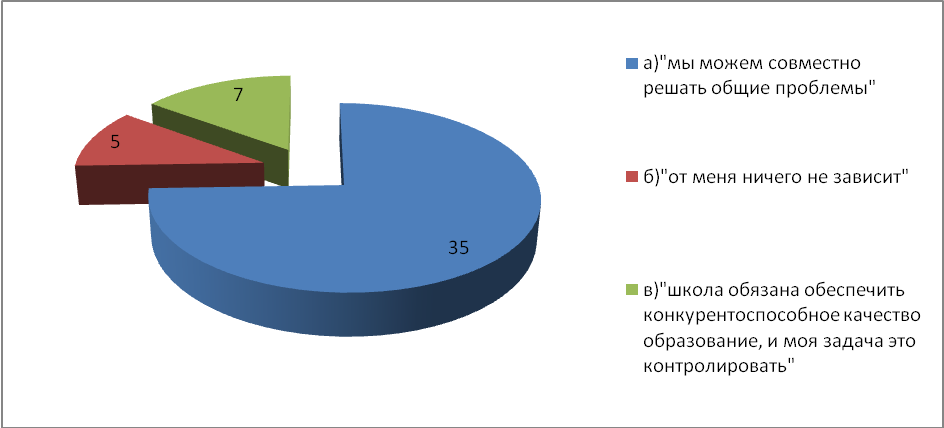 7
5
35
а)"мы можем совместно
решать общие проблемы"
б)"от меня ничего не зависит"
в)"школа обязана обеспечить
конкурентоспособное качество
образование, и моя задача это
контролировать"